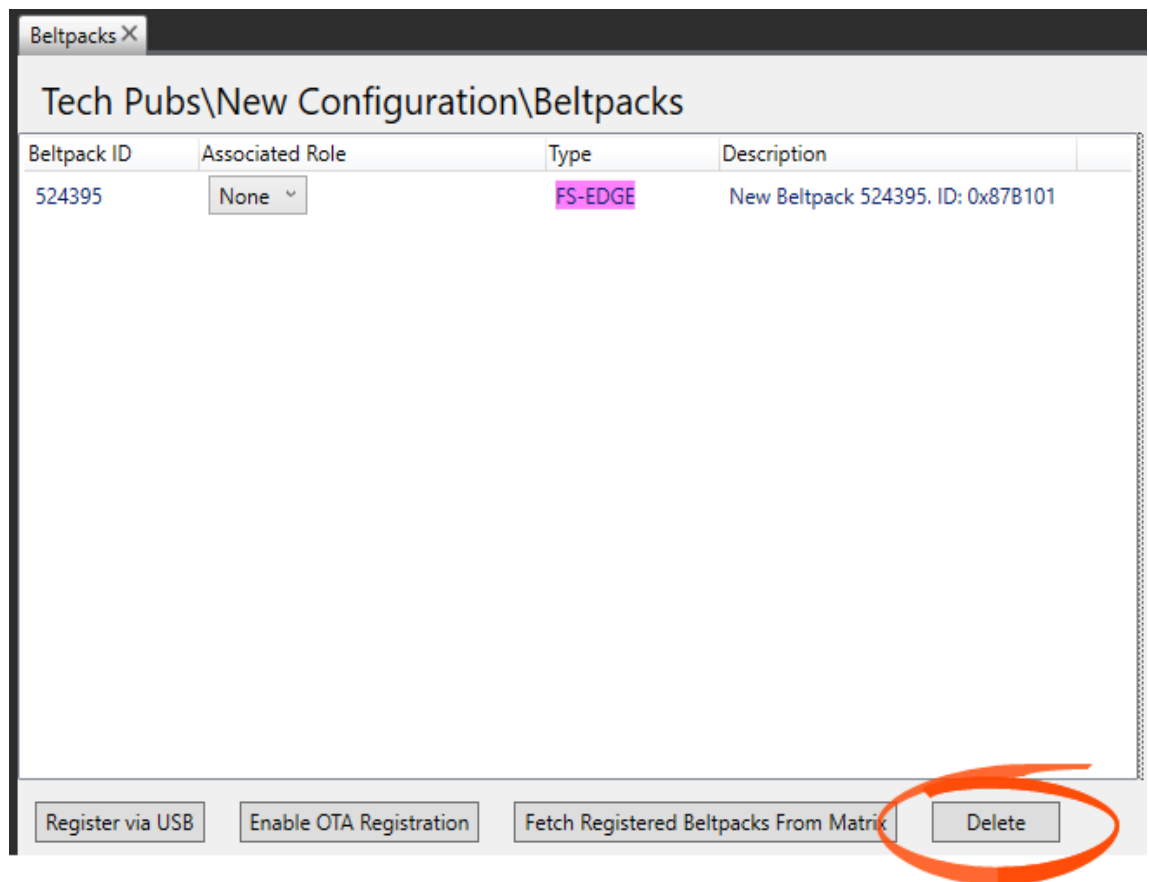 Beltpacks
Tech Pubs\New Configuration\Beltpacks
Beltpack ID Associated Role Type Description
524395 None FS-EDGE New Beltpack 524395. ID: 0x87B101
Register via USB Enable OTA Registration Fetch Registered Beltpacks From Matrix Delete